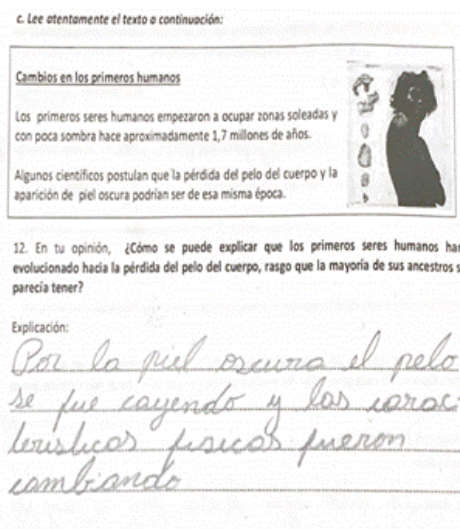 c. Lee atentamente el texto a continuación:
Cambios en los primeros humanos
Los primeros seres humanos empezaron a ocupar zonas soleadas y
con poca sombra hace aproximadamente 1,7 millones de años.
Algunos científicos postulan que la pérdida del pelo del cuerpo y la
aparición de piel oscura podrían ser de esa misma época.
12. En tu opinión, ¿Cómo se puede explicar que los primeros seres humanos han
evolucionado hacia la pérdida del pelo del cuerpo, rasgo que la mayoría de sus ancestros s
parecía tener?
Explicación:
Por la piel oscura el pelo
se fue cayendo y las carac
terísticas físicas fueron
cambiando